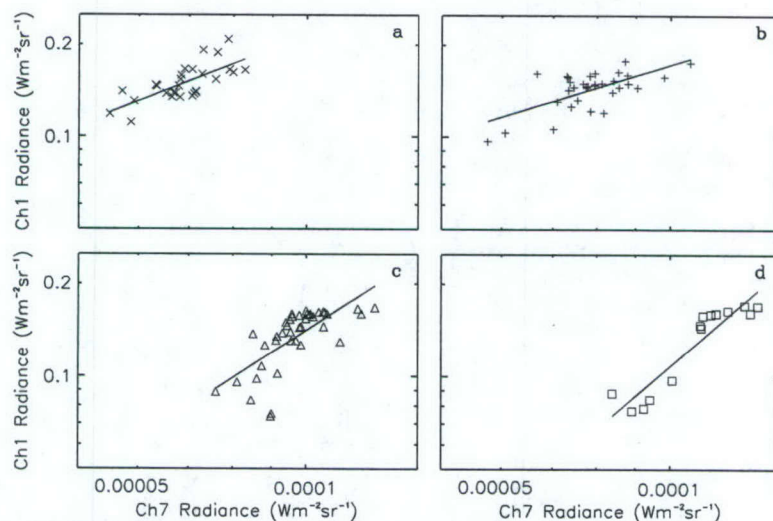 0.2
0.1
Ch1 Radiance (Wm⁻²sr⁻¹)
a
b
0.2
0.1
Ch1 Radiance (Wm⁻²sr⁻¹)
c
d
0.00005 0.0001
0.00005 0.0001
Ch7 Radiance (Wm⁻²sr⁻¹)
Ch7 Radiance (Wm⁻²sr⁻¹)